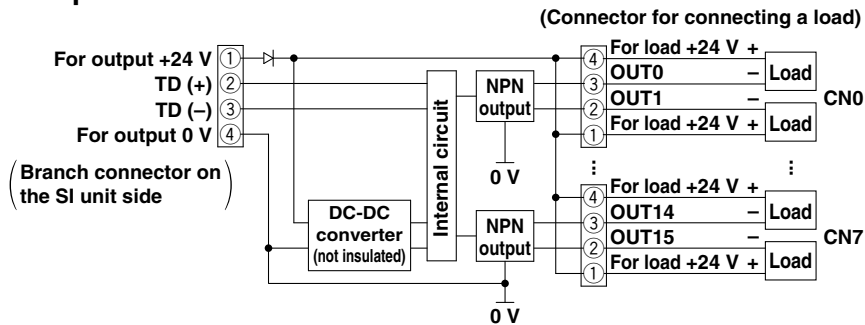 (Connector for connecting a load)
For output +24 V ①
TD (+) ②
TD (–) ③
For output 0 V ④
(Branch connector on
the SI unit side)
DC-DC
converter
(not insulated)
Internal circuit
NPN
output
0 V
NPN
output
0 V
④ For load +24 V +
③ OUT0 –
Load
② OUT1 –
① For load +24 V +
Load
CN0
④ For load +24 V +
③ OUT14 –
Load
② OUT15 –
① For load +24 V +
Load
CN7